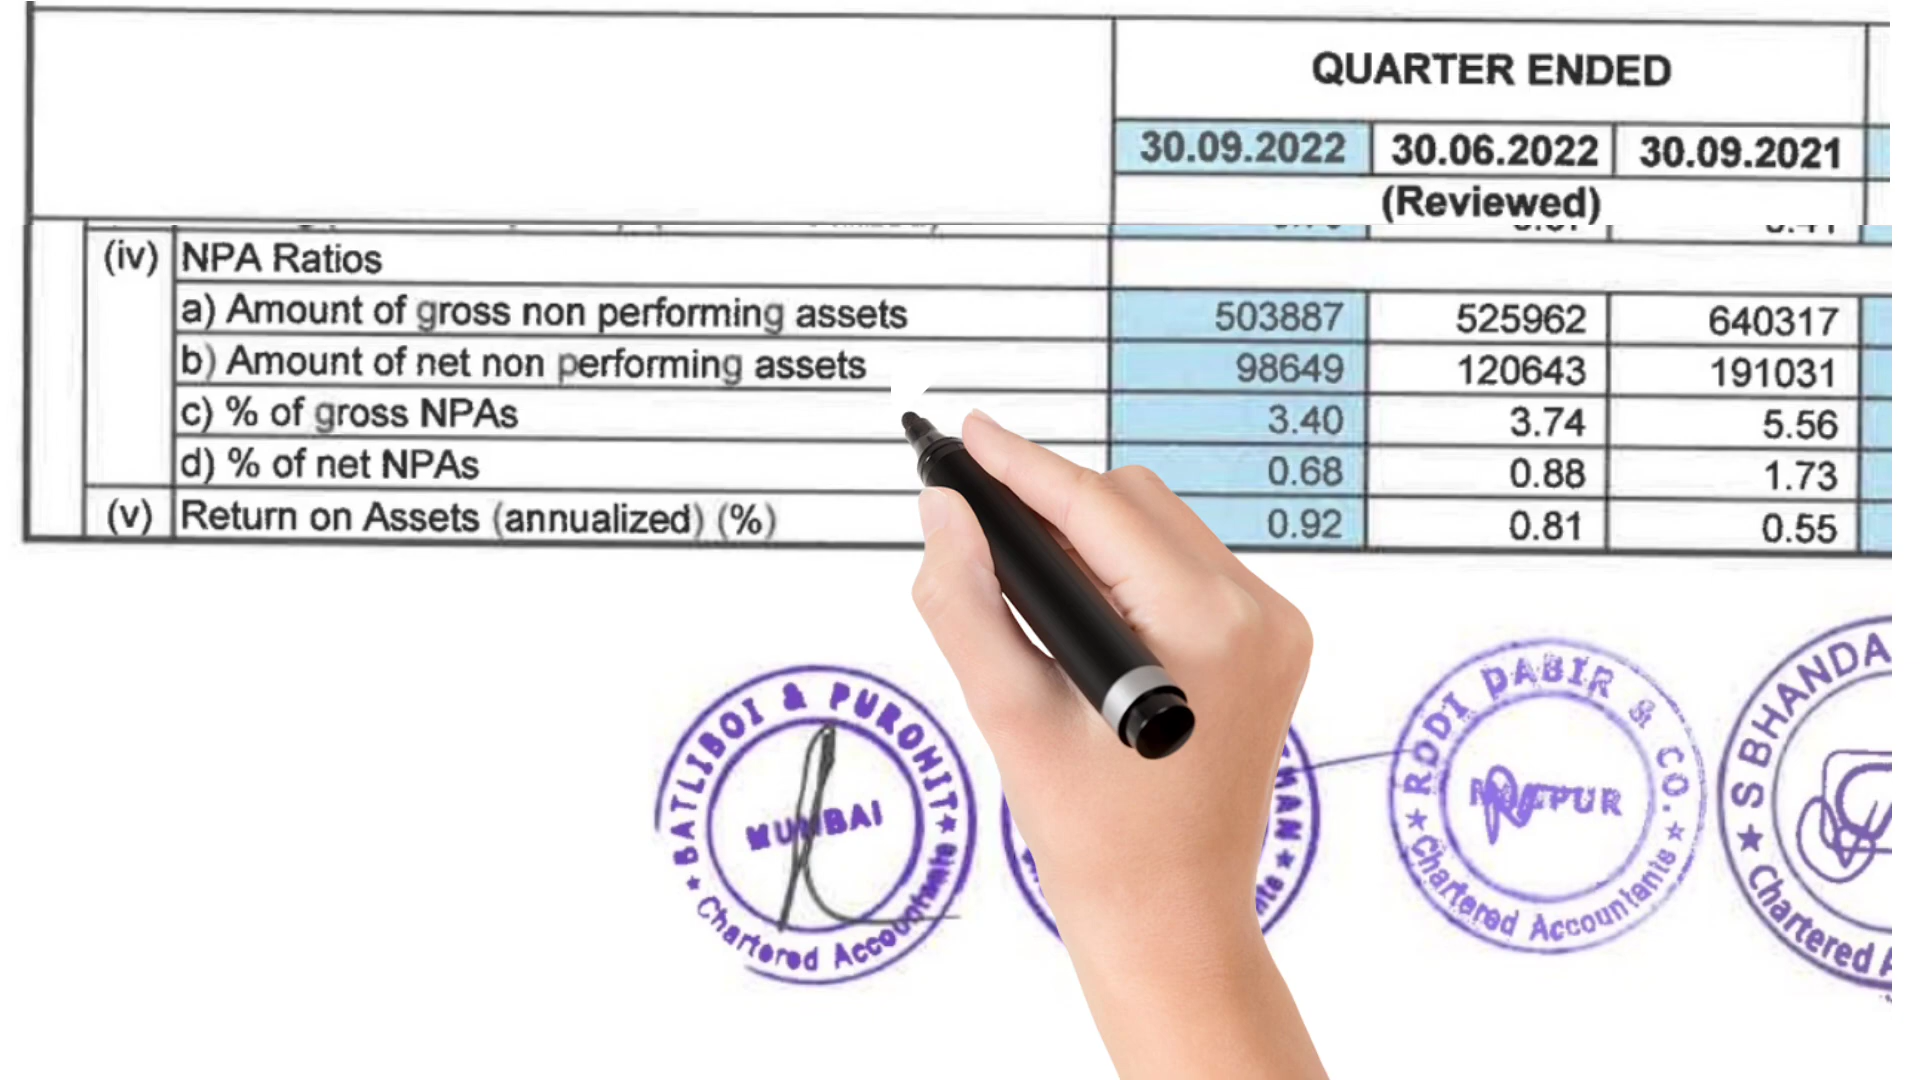 QUARTER ENDED
30.09.2022 30.06.2022 30.09.2021
(Reviewed)
(iv) NPA Ratios
a) Amount of gross non performing assets 503887 525962 640317
b) Amount of net non performing assets 98649 120643 191031
c) % of gross NPAs 3.40 3.74 5.56
d) % of net NPAs 0.68 0.88 1.73
(v) Return on Assets (annualized) (%) 0.92 0.81 0.55
BATLIBOI & PUROHIT
MUMBAI
Chartered Accountants
RODI DABIR & CO.
NAGPUR
Chartered Accountants
S BHANDA
Chartered